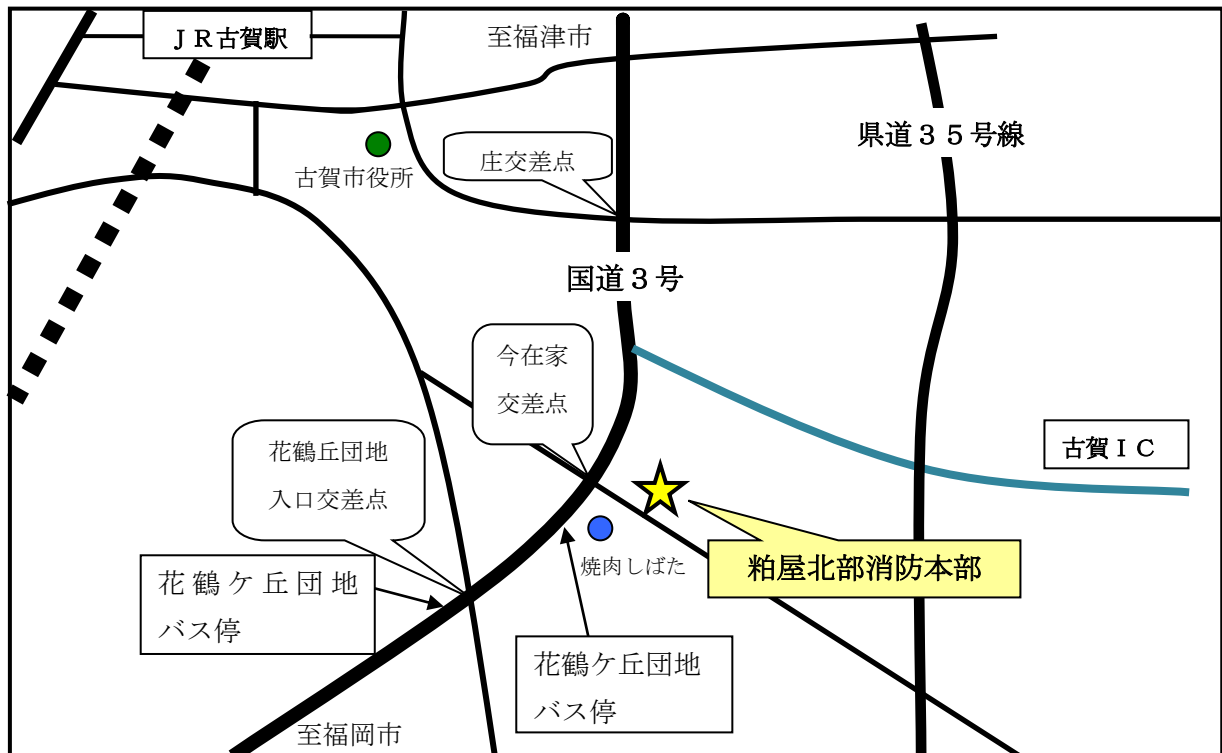 ＪＲ古賀駅
至福津市
県道３５号線
庄交差点
古賀市役所
国道３号
今在家
交差点
花鶴丘団地
入口交差点
古賀ＩＣ
焼肉しばた
粕屋北部消防本部
花鶴ケ丘団地
バス停
花鶴ケ丘団地
バス停
至福岡市